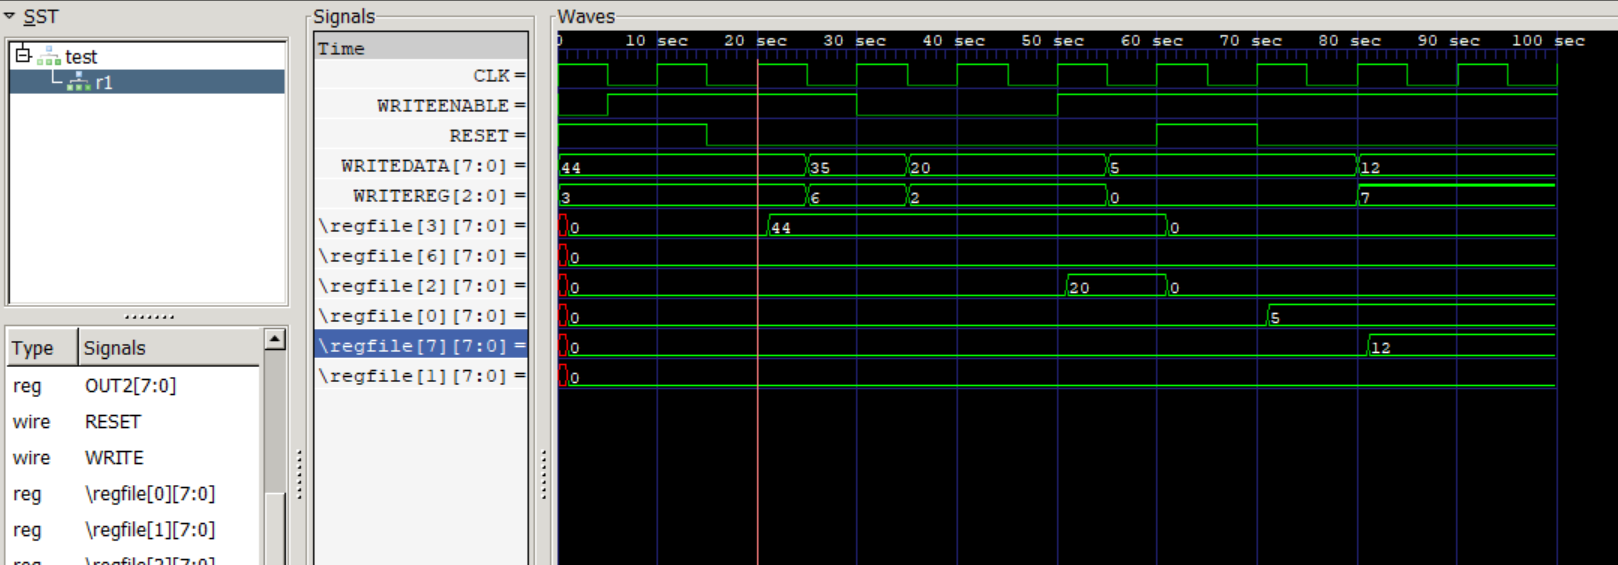 SST
test
r1
Type Signals
reg OUT2[7:0]
wire RESET
wire WRITE
reg \regfile[0][7:0]
reg \regfile[1][7:0]
reg \regfile[2][7:0]
Signals
Time
CLK =
WRITEENABLE =
RESET =
WRITEDATA[7:0] =
WRITEREG[2:0] =
\regfile[3][7:0] =
\regfile[6][7:0] =
\regfile[2][7:0] =
\regfile[0][7:0] =
\regfile[7][7:0] =
\regfile[1][7:0] =
Waves
0 10 sec 20 sec 30 sec 40 sec 50 sec 60 sec 70 sec 80 sec 90 sec 100 sec
44 35 20 5 12
3 6 2 0 7
0 44 0
0
0 20 0
0 5
0 12
0